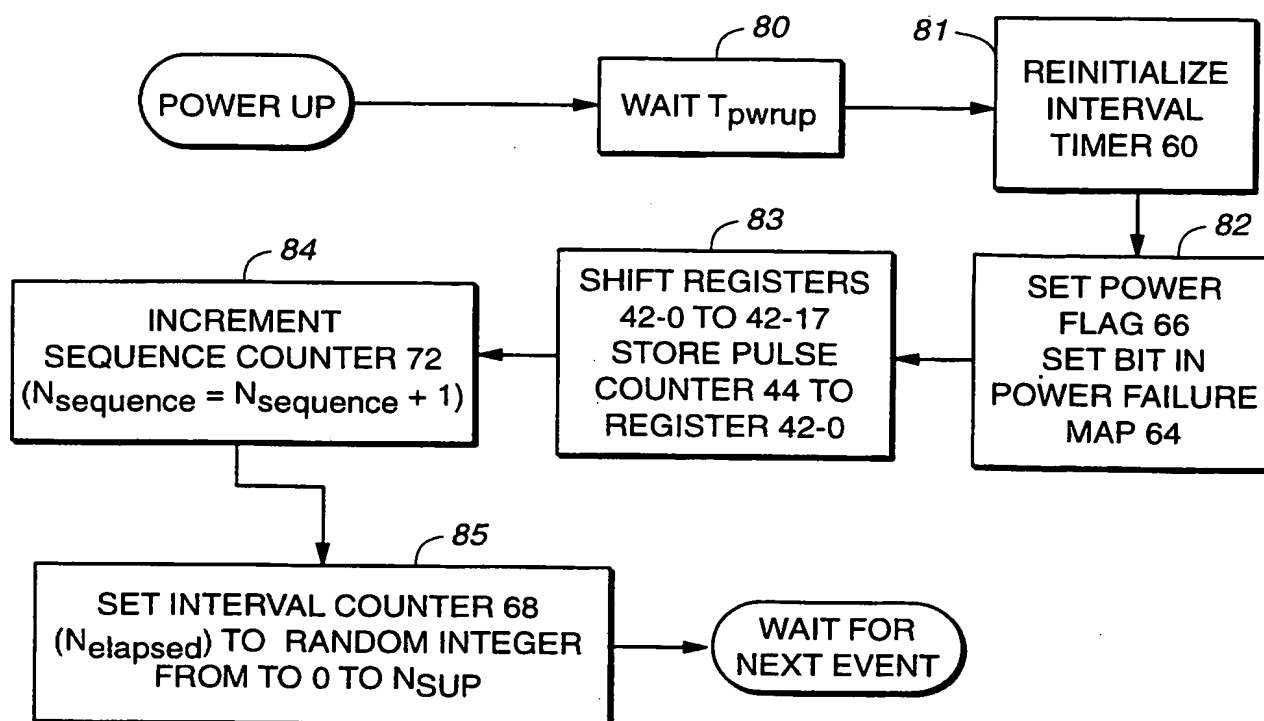 80
81
POWER UP
WAIT Tpwrup
REINITIALIZE
INTERVAL
TIMER 60
82
SET POWER
FLAG 66
SET BIT IN
POWER FAILURE
MAP 64
83
SHIFT REGISTERS
42-0 TO 42-17
STORE PULSE
COUNTER 44 TO
REGISTER 42-0
84
INCREMENT
SEQUENCE COUNTER 72
(Nsequence = Nsequence + 1)
85
SET INTERVAL COUNTER 68
(Nelapsed) TO RANDOM INTEGER
FROM TO 0 TO NSUP
WAIT FOR
NEXT EVENT